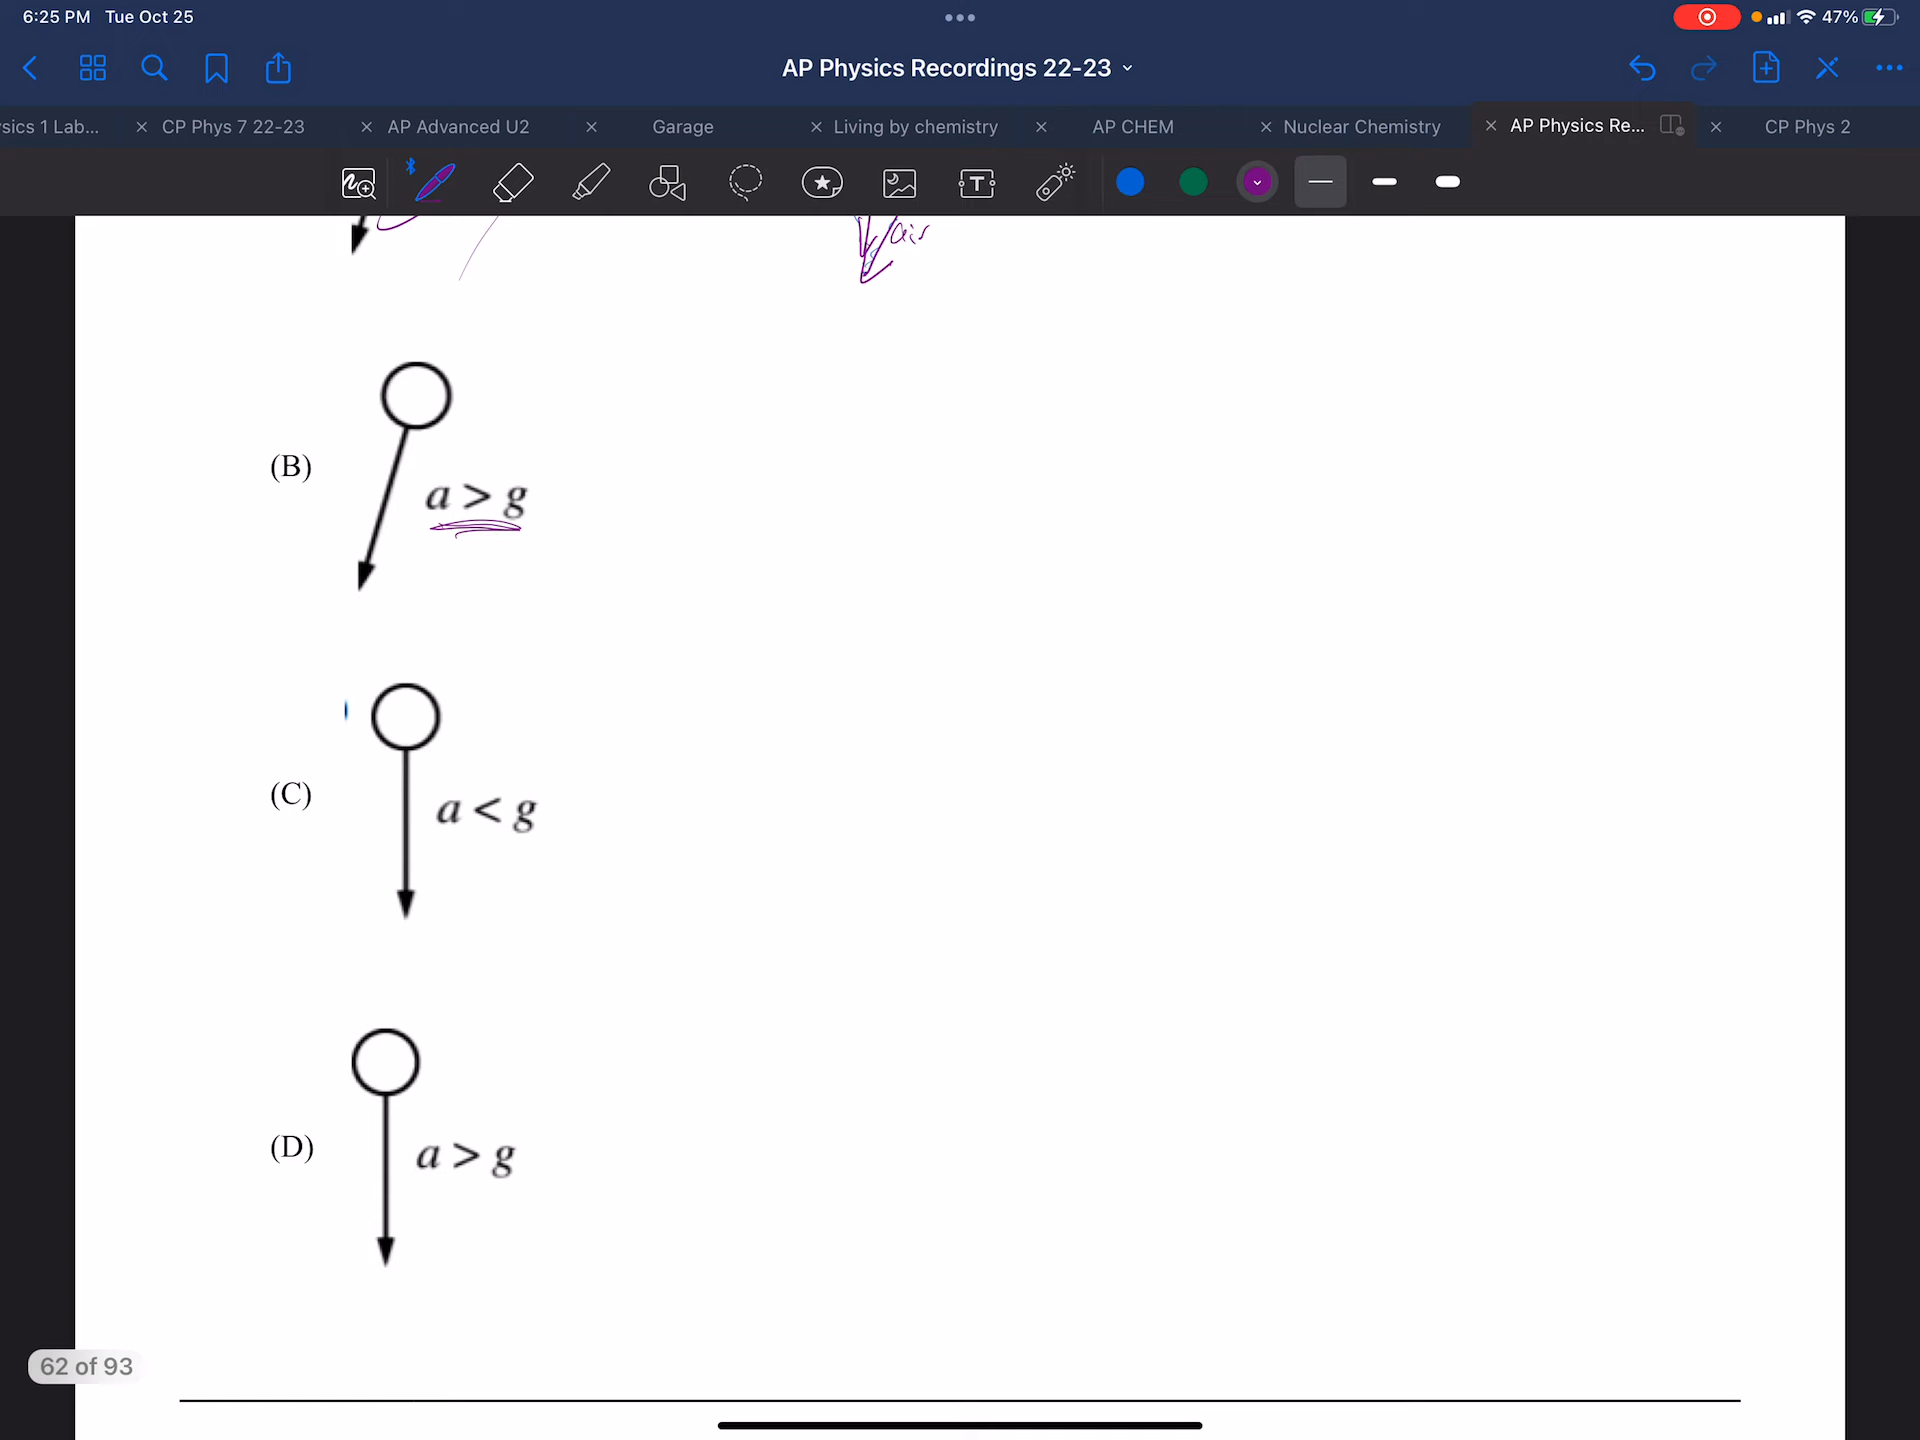 6:25 PM Tue Oct 25
47%
AP Physics Recordings 22-23
sics 1 Lab...
CP Phys 7 22-23
AP Advanced U2
Garage
Living by chemistry
AP CHEM
Nuclear Chemistry
AP Physics Re...
CP Phys 2
T
air
(B)
a > g
(C)
a < g
(D)
a > g
62 of 93